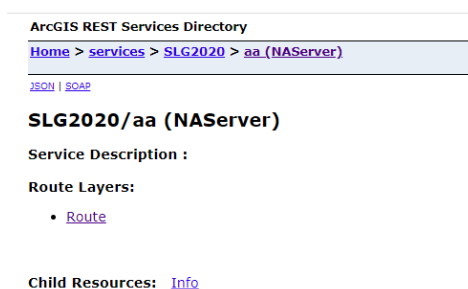 ArcGIS REST Services Directory
Home > services > SLG2020 > aa (NAServer)
JSON | SOAP
SLG2020/aa (NAServer)
Service Description :
Route Layers:
• Route
Child Resources: Info